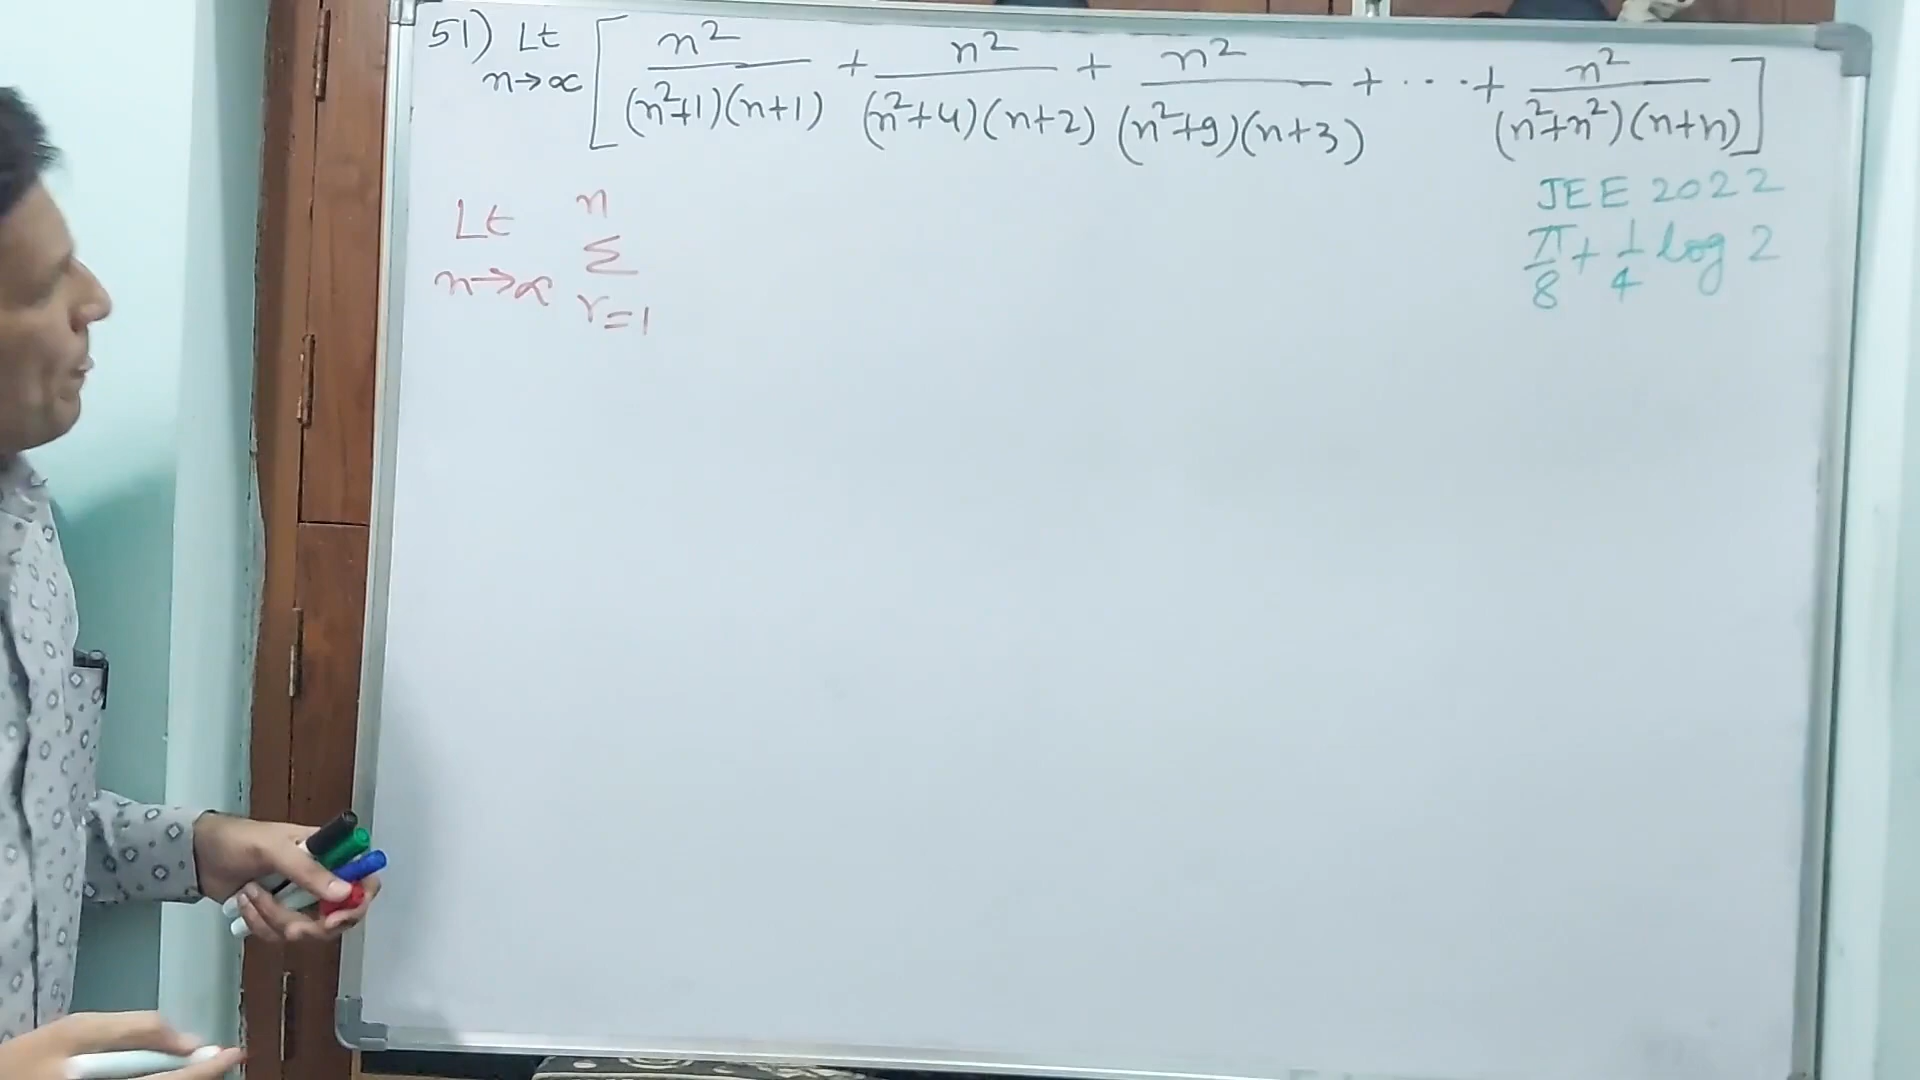 51) Lt n→∝ [ n²/((n²+1)(n+1)) + n²/((n²+4)(n+2)) + n²/((n²+9)(n+3)) + ... + n²/((n²+n²)(n+n)) ]
JEE 2022
π/8 + 1/4 log 2
Lt n→∝ n Σ r=1